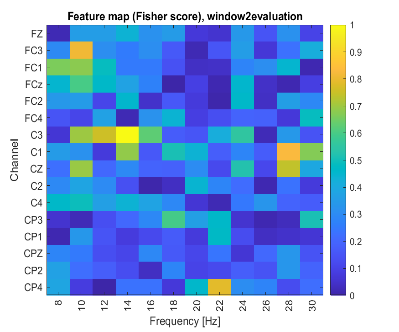 Feature map (Fisher score), window2evaluation
FZ
FC3
FC1
FCz
FC2
FC4
C3
C1
CZ
C2
C4
CP3
CP1
CPZ
CP2
CP4
Channel
8 10 12 14 16 18 20 22 24 26 28 30
Frequency [Hz]
1
0.9
0.8
0.7
0.6
0.5
0.4
0.3
0.2
0.1
0